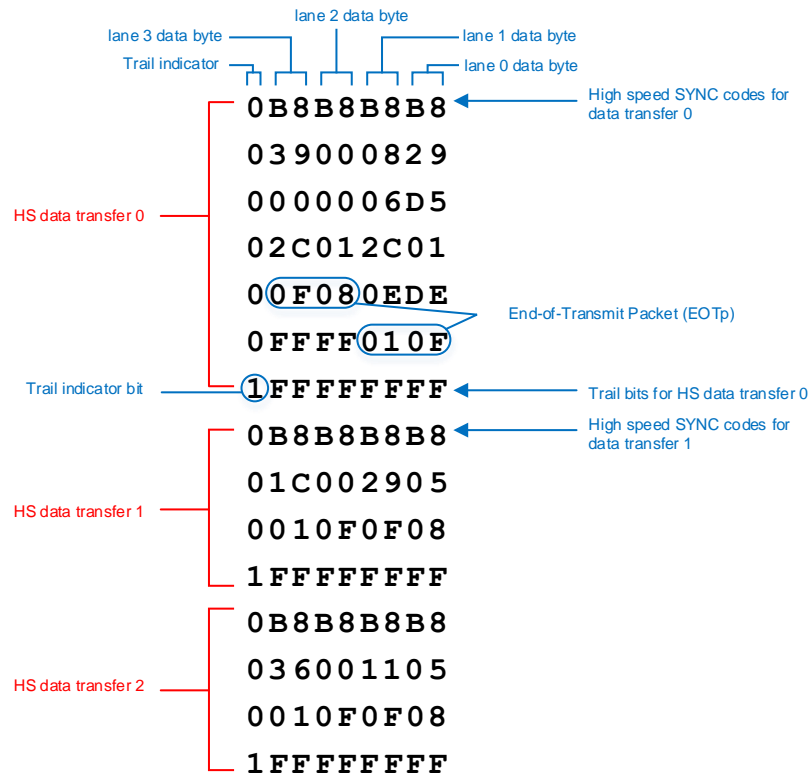 lane 2 data byte
lane 3 data byte
lane 1 data byte
Trail indicator
lane 0 data byte
0B8B8B8B8
High speed SYNC codes for
data transfer 0
039000829
0000006D5
HS data transfer 0
02C012C01
00F080EDE
End-of-Transmit Packet (EOTp)
0FFFF010F
Trail indicator bit
1FFFFFFFF
Trail bits for HS data transfer 0
0B8B8B8B8
High speed SYNC codes for
data transfer 1
01C002905
HS data transfer 1
0010F0F08
1FFFFFFFF
0B8B8B8B8
036001105
HS data transfer 2
0010F0F08
1FFFFFFFF